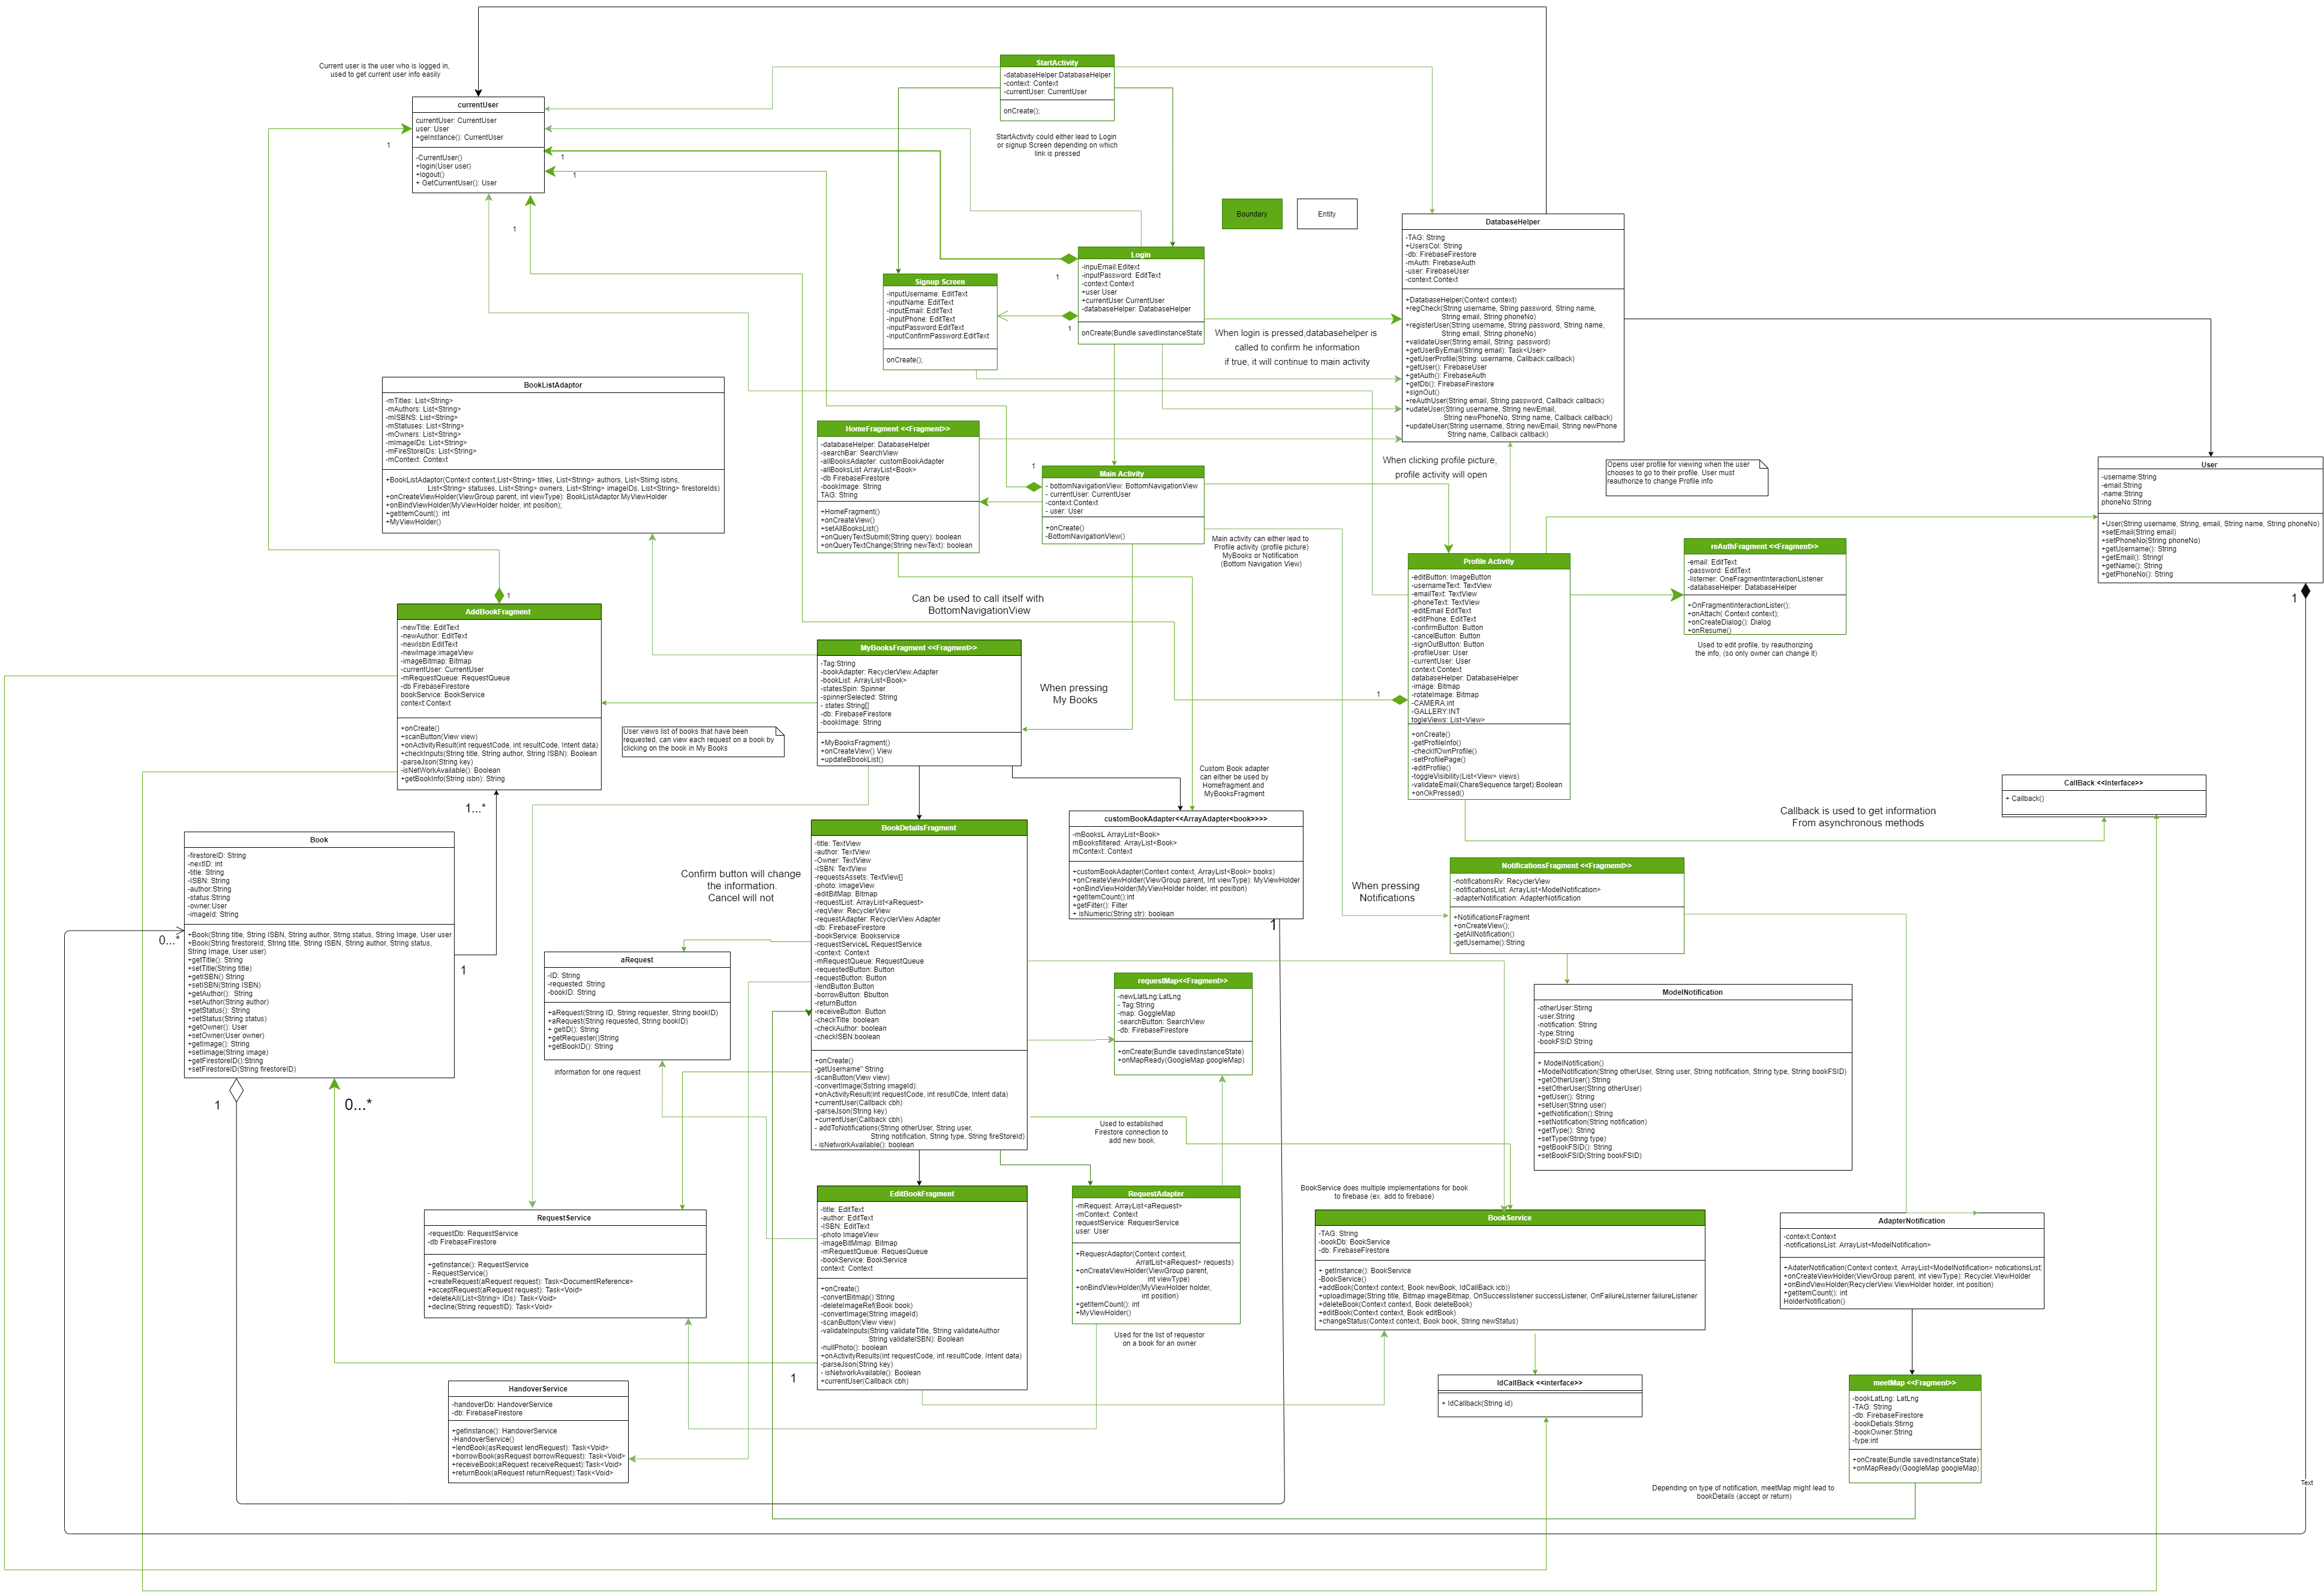 Current user is the user who is logged in,
used to get current user info easily
currentUser
currentUser: CurrentUser
user: User
+geInstance(): CurrentUser
-CurrentUser()
+login(User user)
+logout()
+ GetCurrentUser(): User
1
1
1
1
StartActivity
-databaseHelper:DatabaseHelper
-context: Context
-currentUser: CurrentUser
onCreate();
StartActivity could either lead to Login
or signup Screen depending on which
link is pressed
Boundary
Entity
Login
-inpuEmail:Editext
-inputPassword: EditText
-context:Context
+user User
+currentUser CurrentUser
-databaseHelper: DatabaseHelper
onCreate(Bundle savedInstanceState
1
1
Signup Screen
-inputUsername: EditText
-inputName: EditText
-inputEmail: EditText
-inputPhone: EditText
-inputPassword:EditText
-inputConfirmPassword:EditText
onCreate();
When login is pressed,databasehelper is
called to confirm he information
if true, it will continue to main activity
DatabaseHelper
-TAG: String
+UsersCol: String
-db: FirebaseFirestore
-mAuth: FirebaseAuth
-user: FirebaseUser
-context:Context
+DatabaseHelper(Context context)
+regCheck(String username, String password, String name,
String email, String phoneNo)
+registerUser(String username, String password, String name,
String email, String phoneNo)
+validateUser(String:email, String: password)
+getUserByEmail(String email): Task<User>
+getUserProfile(String: username, Callback:callback)
+getUser(): FirebaseUser
+getAuth(): FirebaseAuth
+getDb(): FirebaseFirestore
+signOut()
+reAuthUser(String email, String password, Callback callback)
+udateUser(String username, String newEmail,
String newPhoneNo, String name, Callback callback)
+updateUser(String username, String newEmail, String newPhone
String name, Callback callback)
BookListAdaptor
-mTitles: List<String>
-mAuthors: List<String>
-mISBNS: List<String>
-mStatuses: List<String>
-mOwners: List<String>
-mImageIDs: List<String>
-mFireStoreIDs: List<String>
-mContext: Context
+BookListAdaptor(Context context,List<String> titles, List<String> authors, List<String isbns,
List<String> statuses, List<String> owners, List<String> imageIDs, List<String> firestoreIds)
+onCreateViewHolder(ViewGroup parent, int viewType): BookListAdaptor.MyViewHolder
+onBindViewHolder(MyViewHolder holder, int position);
+getItemCount(): int
+MyViewHolder()
HomeFragment <<Fragment>>
-databaseHelper: DatabaseHelper
-searchBar: SearchView
-allBooksAdapter: customBookAdapter
-allBooksList ArrayList<Book>
-db FirebaseFirestore
-bookImage: String
TAG: String
+HomeFragment()
+onCreateView()
+setAllBooksList()
+onQueryTextSubmit(String query): boolean
+onQueryTextChange(String newText): boolean
1
Main Activity
- bottomNavigationView: BottomNavigationView
- currentUser: CurrentUser
-context:Context
- user: User
+onCreate()
-BottomNavigationView()
When clicking profile picture,
profile activity will open
Opens user profile for viewing when the user
chooses to go to their profile. User must
reauthorize to change Profile info
Main activity can either lead to
Profile activity (profile picture)
MyBooks or Notification
(Bottom Navigation View)
User
-username:String
-email:String
-name:String
phoneNo:String
+User(String username, String, email, String name, String phoneNo)
+setEmail(String email)
+setPhoneNo(String phoneNo)
+getUsername(): String
+getEmail(): Stringl
+getName(): String
+getPhoneNo(): String
1
Profile Activity
-editButton: ImageButton
-usernameText: TextView
-emailText: TextView
-phoneText: TextView
-editEmail EditText
-editPhone: EditText
-confirmButton: Button
-cancelButton: Button
-signOutButton: Button
-profileUser: User
-currentUser: User
context:Context
databaseHelper: DatabaseHelper
-image: Bitmap
-rotateImage: Bitmap
-CAMERA:int
-GALLERY:INT
togleViews: List<View>
+onCreate()
-getProfileInfo()
-checkIfOwnProfile()
-setProfilePage()
-editProfile()
-toggleVisibility(List<View> views)
-validateEmail(ChareSequence target):Boolean
+onOkPressed()
1
reAuthFragment <<Fragment>>
-email: EditText
-password: EditText
-listerner: OneFragmentInteractionListener
-databaseHelper: DatabaseHelper
+OnFragmentInteractionLister();
+onAttach( Context context);
+onCreateDialog(): Dialog
+onResume()
Used to edit profile, by reauthorizing
the info, (so only owner can change it)
Can be used to call itself with
BottomNavigationView
1
AddBookFragment
-newTitle: EditText
-newAuthor: EditText
-newIsbn:EditText
-newImage:imageView
-imageBitmap: Bitmap
-currentUser: CurrentUser
-mRequestQueue: RequestQueue
-db FirebaseFirestore
bookService: BookService
context:Context
+onCreate()
+scanButton(View view)
+onActivityResult(int requestCode, int resultCode, Intent data)
+checkInputs(String title, String author, String ISBN): Boolean
-parseJson(String key)
-isNetWorkAvailable(): Boolean
+getBookInfo(String isbn): String
1...*
MyBooksFragment <<Fragment>>
-Tag:String
-bookAdapter: RecyclerView.Adapter
-bookList: ArrayList<Book>
-statesSpin: Spinner
-spinnerSelected: String
- states:String[]
-db: FirebaseFirestore
-bookImage: String
+MyBooksFragment()
+onCreateView() View
+updateBbookList()
When pressing
My Books
User views list of books that have been
requested, can view each request on a book by
clicking on the book in My Books
Custom Book adapter
can either be used by
Homefragment and
MyBooksFragment
CallBack <<Interface>>
+ Callback()
Callback is used to get information
From asynchronous methods
Book
-firestoreID: String
-nextID: int
-title: String
-ISBN: String
-author:String
-status:String
-owner:User
-imageId: String
+Book(String title, String ISBN, String author, Strng status, String Image, User user
+Book(String firestoreId, String title, String ISBN, String author, String status,
String Image, User user)
+getTitle(): String
+setTitle(String title)
+getISBN() String
+setISBN(String ISBN)
+getAuthor(): String
+setAuthor(String author)
+getStatus(): String
+setStatus(String status)
+getOwner(): User
+setOwner(User owner)
+getImage(): String
+setIimage(String image)
+getFirestoreID():String
+setFirestoreID(String firestoreID)
0...*
1
1
0...*
BookDetailsFragment
-title: TextView
-author: TextView
-Owner: TextView
-ISBN: TextView
-requestsAssets: TextView[]
-photo: ImageView
-editBitMap: Bitmap
-requestList: ArrayList<aRequest>
-reqView: RecyclerView
-requestAdapter: RecyclerView.Adapter
-db: FirebaseFirestore
-bookService: Bookservice
-requestServiceL RequestService
-context: Context
-mRequestQueue: RequestQueue
-requestedButton: Button
-requestButton: Button
-lendButton:Button
-borrowButton: Bbutton
-returnButton
-receiveButton: Button
-checkTitle: boolean
-checkAuthor: boolean
-checkISBN:boolean
+onCreate()
-getUsername" String
-scanButton(View view)
-convertImage(Sstring imageId):
+onActivityResult(int requestCode, int resutlCde, Intent data)
+currentUser(Callback cbh)
-parseJson(String key)
+currentUser(Callback cbh)
- addToNotifications(String otherUser, String user,
String notification, String type, String fireStoreId)
- isNetworkAvailable(): boolean
Confirm button will change
the information.
Cancel will not
customBookAdapter<<ArrayAdapter<book>>>>
-mBooksL ArrayList<Book>
mBooksfiltered: ArrayList<Book>
mContext: Context
+customBookAdapter(Context context, ArrayList<Book> books)
+onCreateViewHolder(ViewGroup parent, Int viewType): MyViewHolder
+onBindViewHolder(MyViewHolder holder, int position)
+getItemCount():int
+getFilter(): Filter
+ isNumeric(String str): boolean
1
When pressing
Notifications
NotificationsFragment <<Fragmemt>>
-notificationsRv: RecyclerView
-notificationsList: ArrayList<ModelNotification>
-adapterNotification: AdapterNotification
+NotificationsFragment
+onCreateView();
-getAllNotification()
-getUsername():String
aRequest
-ID: String
-requested: String
-bookID: String
+aRequest(String ID, String requester, String bookID)
+aRequest(String requested, String bookID)
+ getID(): String
+getRequester()String
+getBookID(): String
information for one request
requestMap<<Fragment>>
-newLlatLng:LatLng
- Tag:String
-map: GoggleMap
-searchButton: SearchView
-db: FirebaseFirestore
+onCreate(Bundle savedInstanceState)
+onMapReady(GoogleMap googleMap)
ModelNotification
-otherUser:String
-user:String
-notification: String
-type:String
-bookFSID:String
+ ModelNotification()
+ModelNotification(String otherUser, String user, String notification, String type, String bookFSID)
+getOtherUser():String
+setOtherUser(String otherUser)
+getUser(): String
+setUser(String user)
+getNotification():String
+setNotification(String notification)
+getType(): String
+setType(String type)
+getBookFSID(): String
+setBookFSID(String bookFSID)
Used to established
Firestore connection to
add new book.
BookService does multiple implementations for book
to firebase (ex. add to firebase)
RequestService
-requestDb: RequestService
-db FirebaseFirestore
+getInstance(): RequestService
- RequestService()
+createRequest(aRequest request): Task<DocumentReference>
+acceptRequest(aRequest request): Task<Void>
+deleteAll(List<String> IDs): Task<Void>
+decline(String requestID): Task<Void>
EditBookFragment
-title: EditText
-author: EditText
-ISBN: EditText
-photo ImageView
-imageBitMmap: Bitmap
-mRequestQueue: RequesQueue
-bookService: BookService
context: Context
+onCreate()
-convertBitmap():String
-deleteImageRef(Book book)
-convertImage(String imageId)
-scanButton(View view)
-validateInputs(String validateTitle, String validateAuthor
String validateISBN): Boolean
-nullPhoto(): boolean
+onActivityResults(int requestCode, int resultCode, Intent data)
-parseJson(String key)
- isNetworkAvailable(): Boolean
+currentUser(Callback cbh)
1
RequestAdapter
-mRequest: ArrayList<aRequest>
-mContext: Context
requestService: RequesrService
user: User
+RequesrAdaptor(Context context,
ArratList<aRequest> requests)
+onCreateViewHolder(ViewGroup parent,
int viewType)
+onBindViewHolder(MyViewHolder holder,
int position)
+getItemCount(): int
+MyViewHolder()
Used for the list of requestor
on a book for an owner
BookService
-TAG: String
-bookDb: BookService
-db: FirebaseFirestore
+ getInstance(): BookService
-BookService()
-addBook(Context context, Book newBook, IdCallBack icb))
+uploadImage(String title, Bitmap imageBitmap, OnSuccesslistener successListener, OnFailureListerner failureListener
+deleteBook(Context context, Book deleteBook)
+editBook(Context context, Book editBook)
+changeStatus(Context context, Book book, String newStatus)
AdapterNotification
-context:Context
-notificationsList: ArrayList<ModelNotification>
+AdaterNotification(Context context, ArrayList<ModelNotification> noticationsList
+onCreateViewHolder(ViewGroup parent, int viewType): Recycler.ViewHolder
+onBindViewHolder(RecyclerView.ViewHolder holder, int position)
+getItemCount(): int
HolderNotification()
HandoverService
-handoverDb: HandoverService
-db: FirebaseFirestore
+getInstance(): HandoverService
-HandoverService()
+lendBook(asRequest lendRequest): Task<Void>
+borrowBook(asRequest borrowRequest): Task<Void>
+receiveBook(aRequest receiveRequest):Task<Void>
+returnBook(aRequest returnRequest):Task<Void>
IdCallBack <<interface>>
+ IdCallback(String id)
meetMap <<Fragment>>
-bookLatLng: LatLng
-TAG: String
-db: FirebaseFirestore
-bookDetials:String
-bookOwner:String
-type:int
+onCreate(Bundle savedInstanceState)
+onMapReady(GoogleMap googleMap)
Depending on type of notification, meetMap might lead to
bookDetails (accept or return)
Text